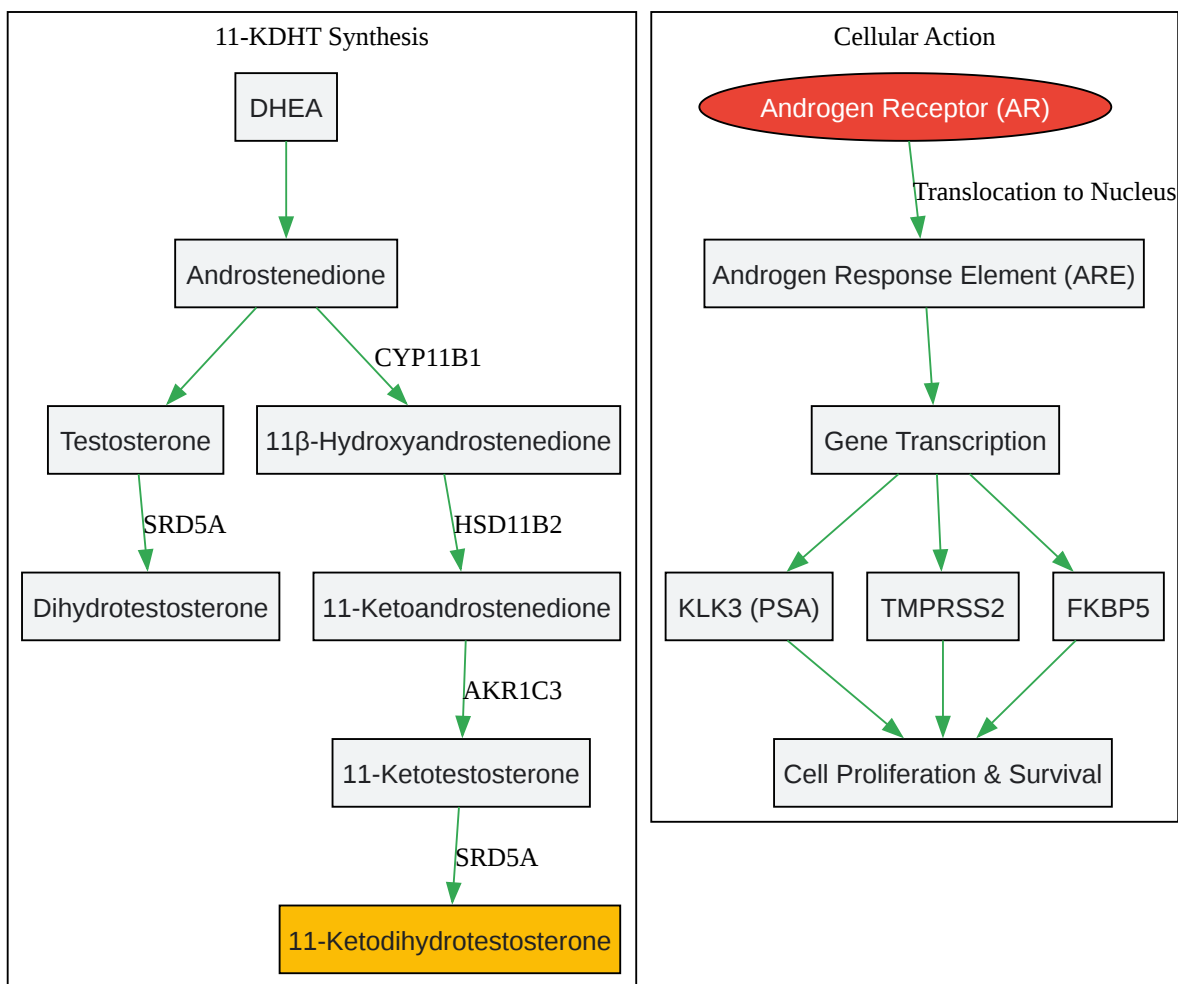 11-KDHT Synthesis
DHEA
Androstenedione
CYP11B1
Testosterone
11β-Hydroxyandrostenedione
SRD5A
HSD11B2
Dihydrotestosterone
11-Ketoandrostenedione
AKR1C3
11-Ketotestosterone
SRD5A
11-Ketodihydrotestosterone
Cellular Action
Androgen Receptor (AR)
Translocation to Nucleus
Androgen Response Element (ARE)
Gene Transcription
KLK3 (PSA)
TMPRSS2
FKBP5
Cell Proliferation & Survival